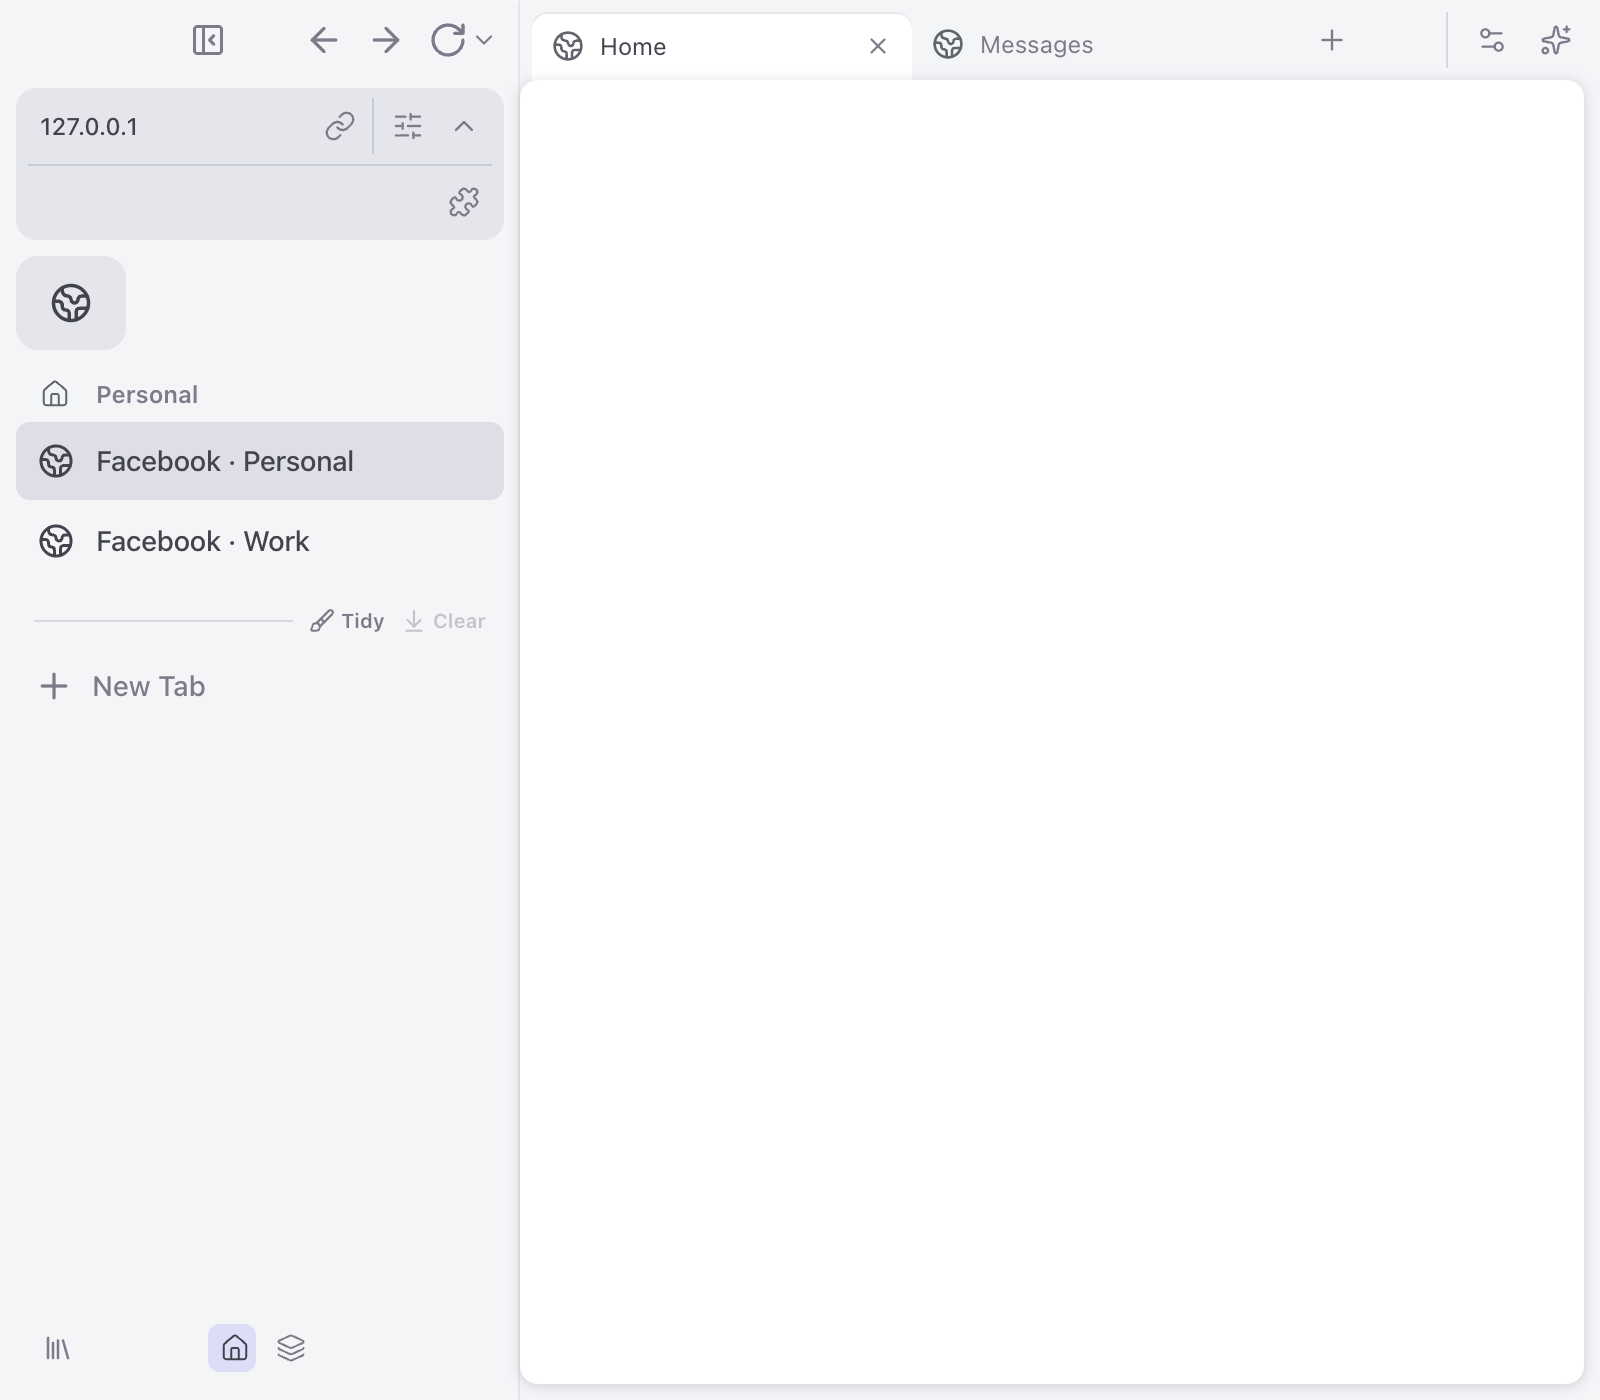 Home
Messages
127.0.0.1
Personal
Facebook · Personal
Facebook · Work
Tidy
Clear
New Tab